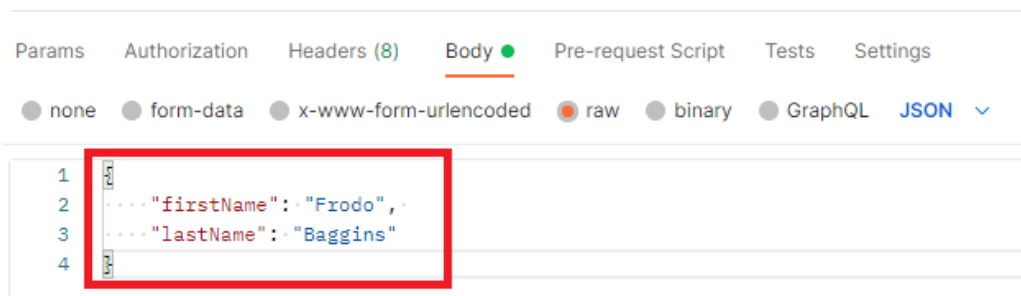 Params Authorization Headers (8) Body Pre-request Script Tests Settings
none form-data x-www-form-urlencoded raw binary GraphQL JSON
1 {
2 "firstName": "Frodo",
3 "lastName": "Baggins"
4 }